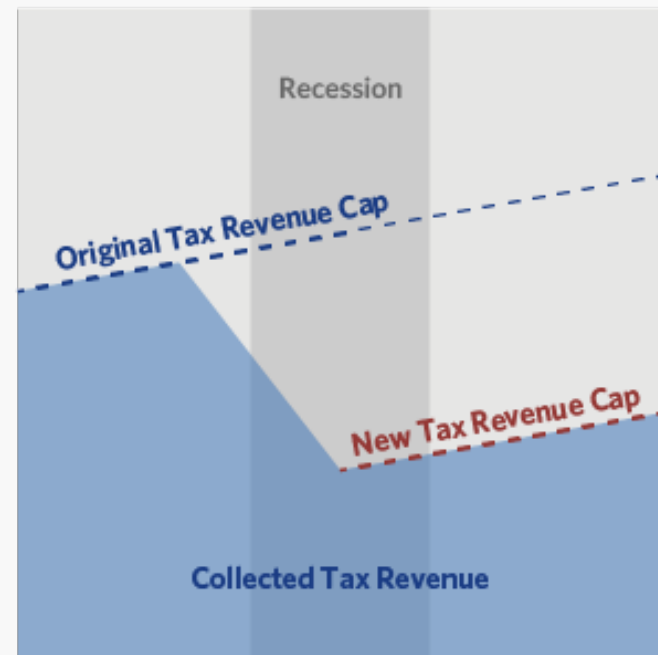 Recession
Original Tax Revenue Cap
New Tax Revenue Cap
Collected Tax Revenue